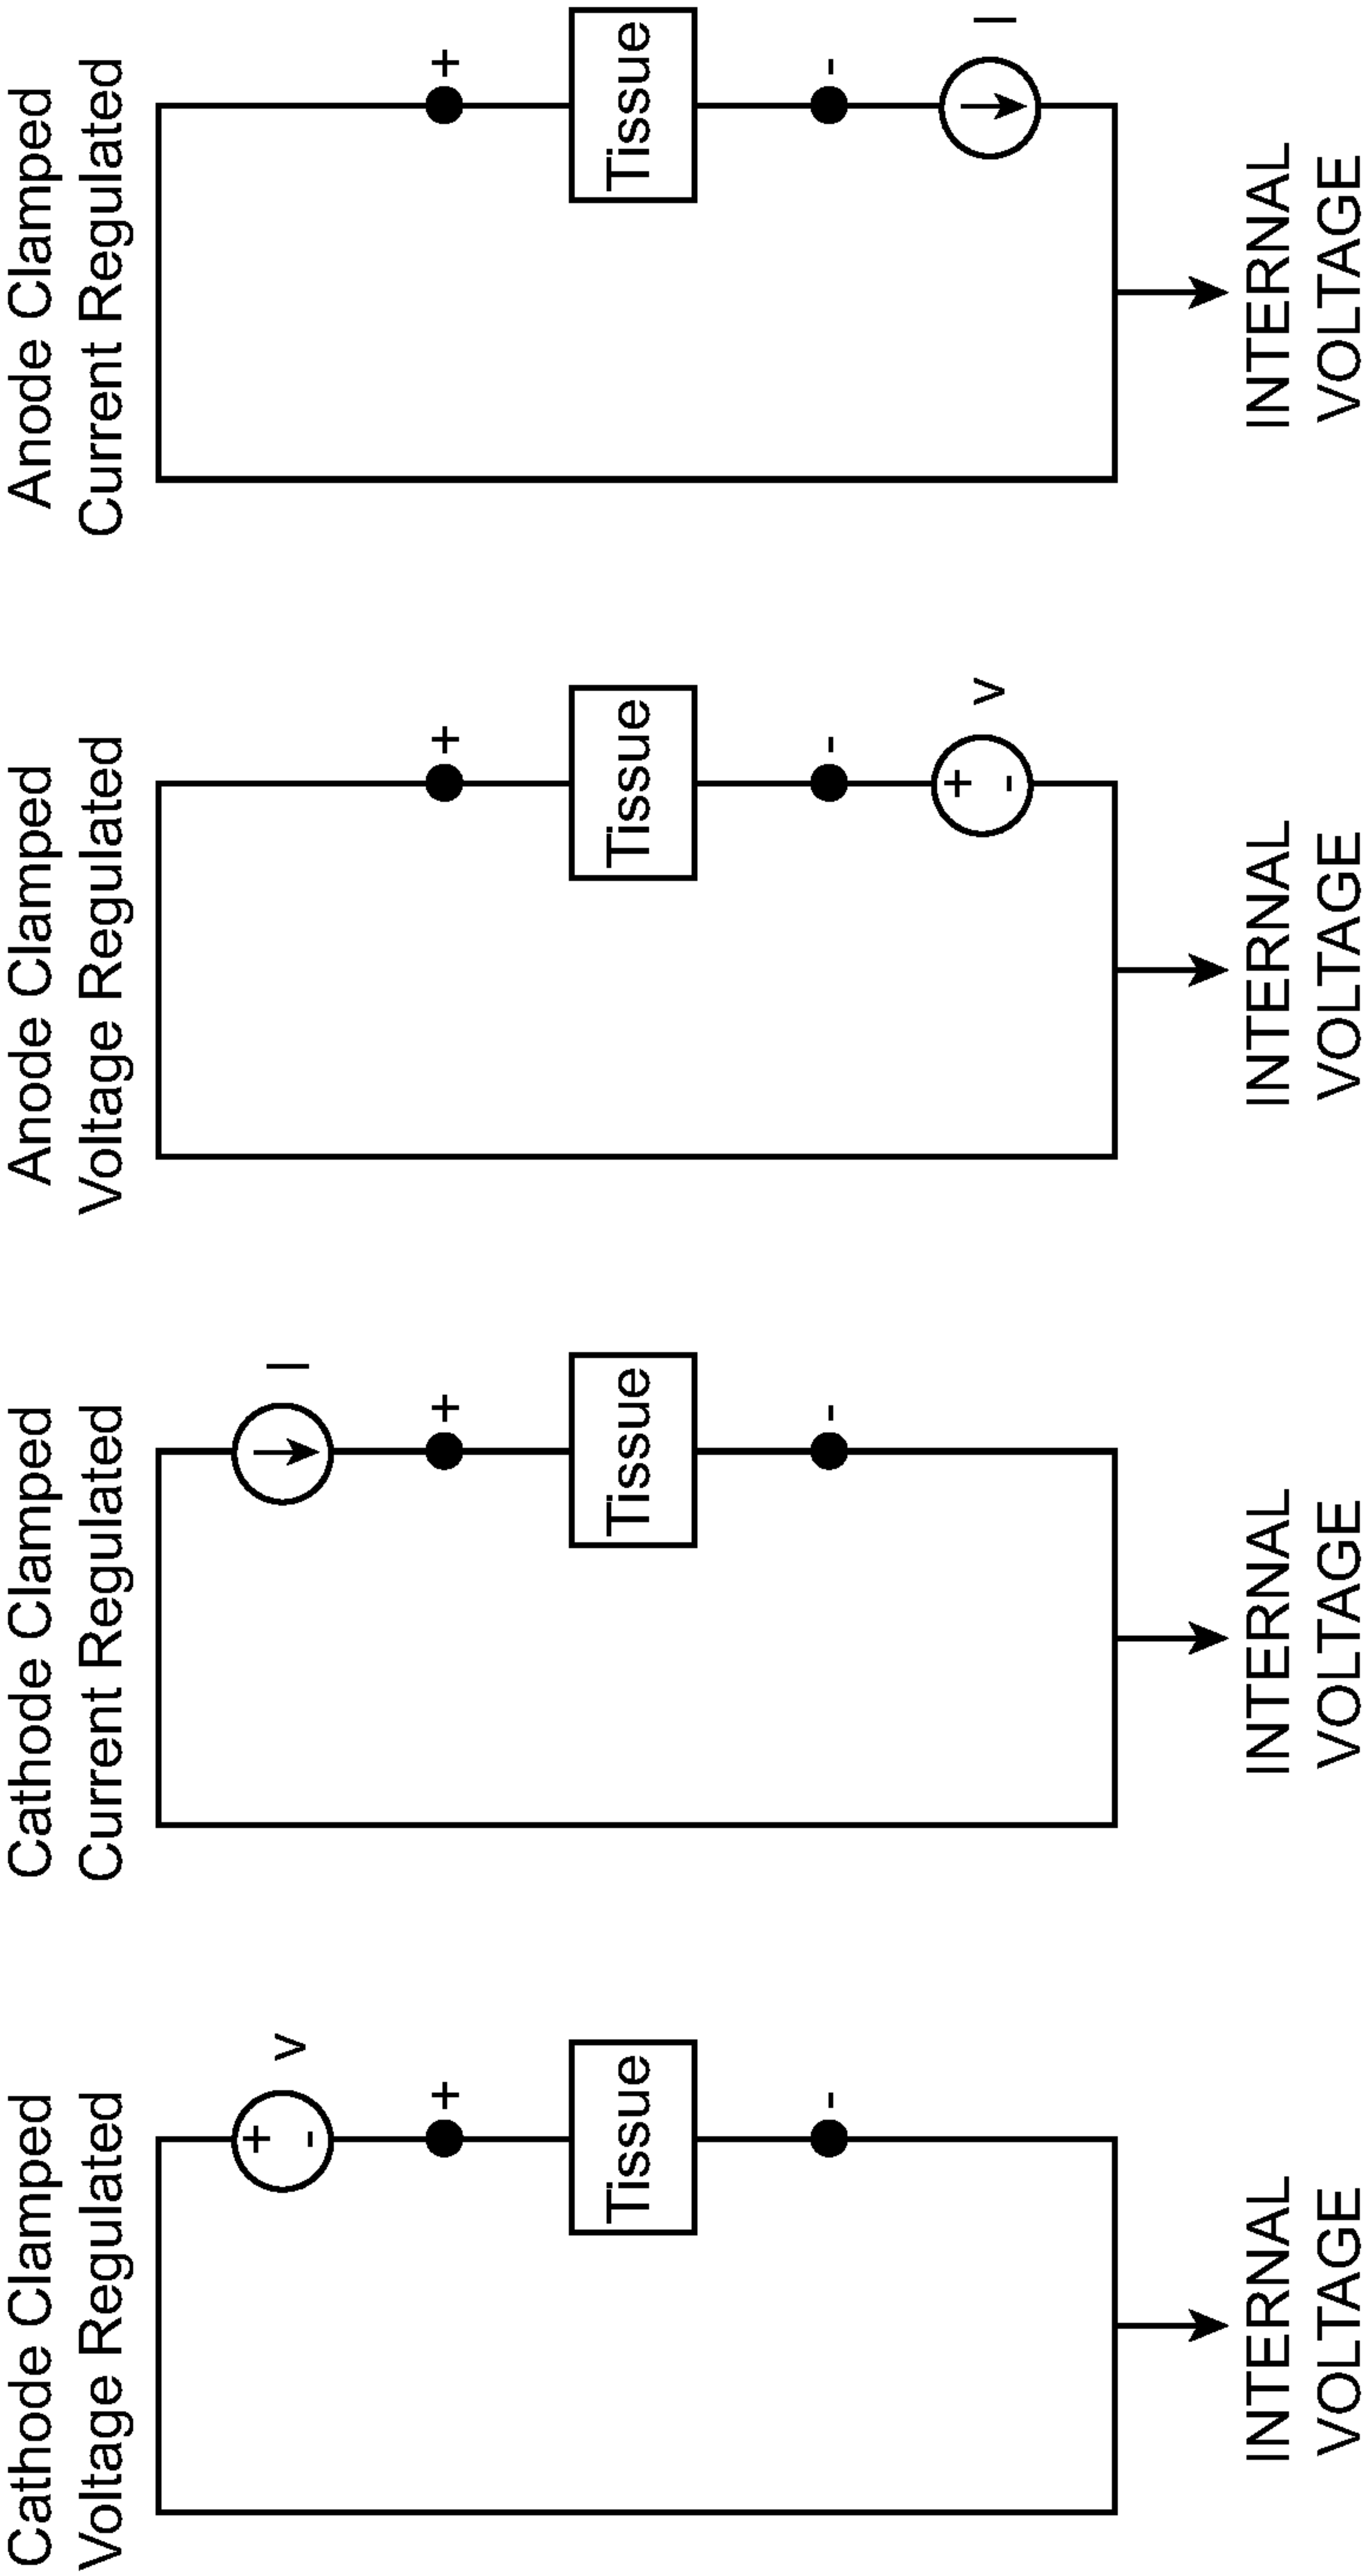 Cathode Clamped
Voltage Regulated
+
-
v
+
Tissue
-
INTERNAL
VOLTAGE
Cathode Clamped
Current Regulated
I
+
Tissue
-
INTERNAL
VOLTAGE
Anode Clamped
Voltage Regulated
+
Tissue
-
+
-
v
INTERNAL
VOLTAGE
Anode Clamped
Current Regulated
+
Tissue
-
I
INTERNAL
VOLTAGE